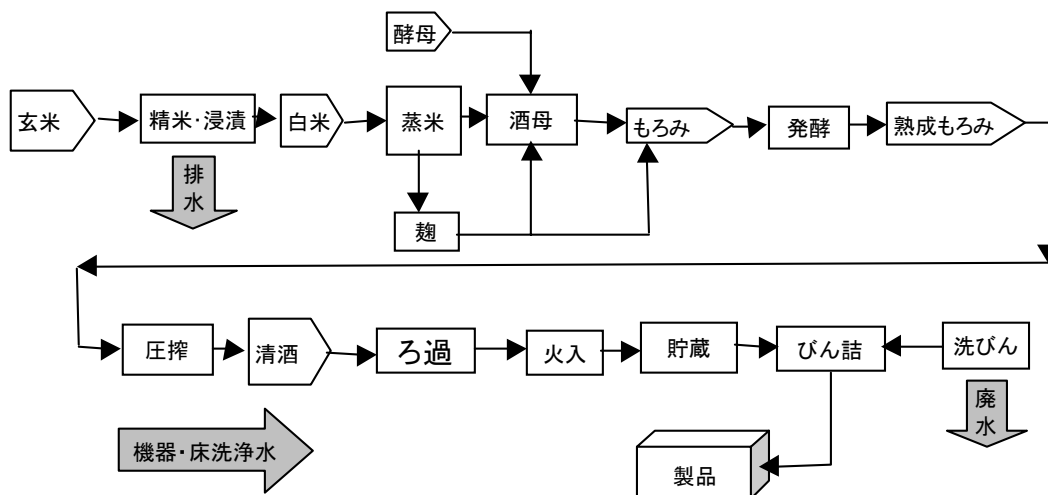 酵母
玄米
精米・浸漬
白米
蒸米
酒母
もろみ
発酵
熟成もろみ
排
水
麹
圧搾
清酒
ろ過
火入
貯蔵
びん詰
洗びん
廃
水
機器・床洗浄水
製品